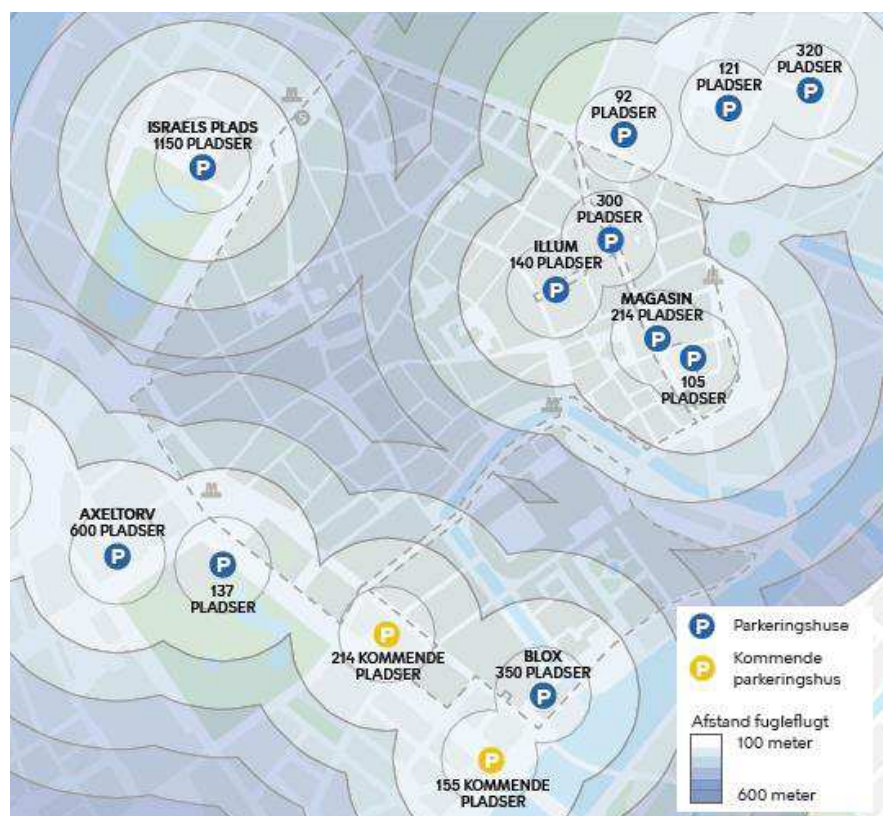 320
PLADSER
121
PLADSER
92
PLADSER
ISRAELS PLADS
1150 PLADSER
P
P
P
P
300
PLADSER
P
ILLUM
140 PLADSER
P
MAGASIN
214 PLADSER
P
P
105
PLADSER
M
S
M
M
M
AXELTORV
600 PLADSER
P
P
137
PLADSER
P
214 KOMMENDE
PLADSER
BLOX
350 PLADSER
P
P
155 KOMMENDE
PLADSER
P Parkeringshuse
P Kommende
parkeringshus
Afstand fugleflugt
100 meter
600 meter